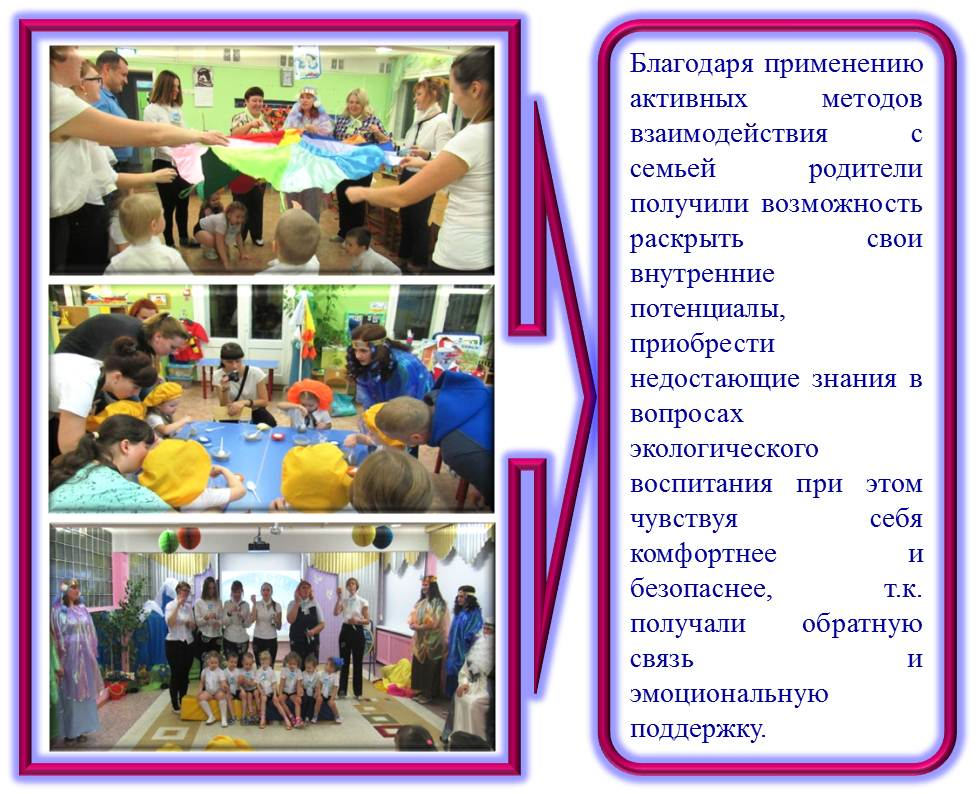 Благодаря применению
активных методов
взаимодействия с
семьей родители
получили возможность
раскрыть свои
внутренние
потенциалы,
приобрести
недостающие знания в
вопросах
экологического
воспитания при этом
чувствуя себя
комфортнее и
безопаснее, т.к.
получали обратную
связь и
эмоциональную
поддержку.